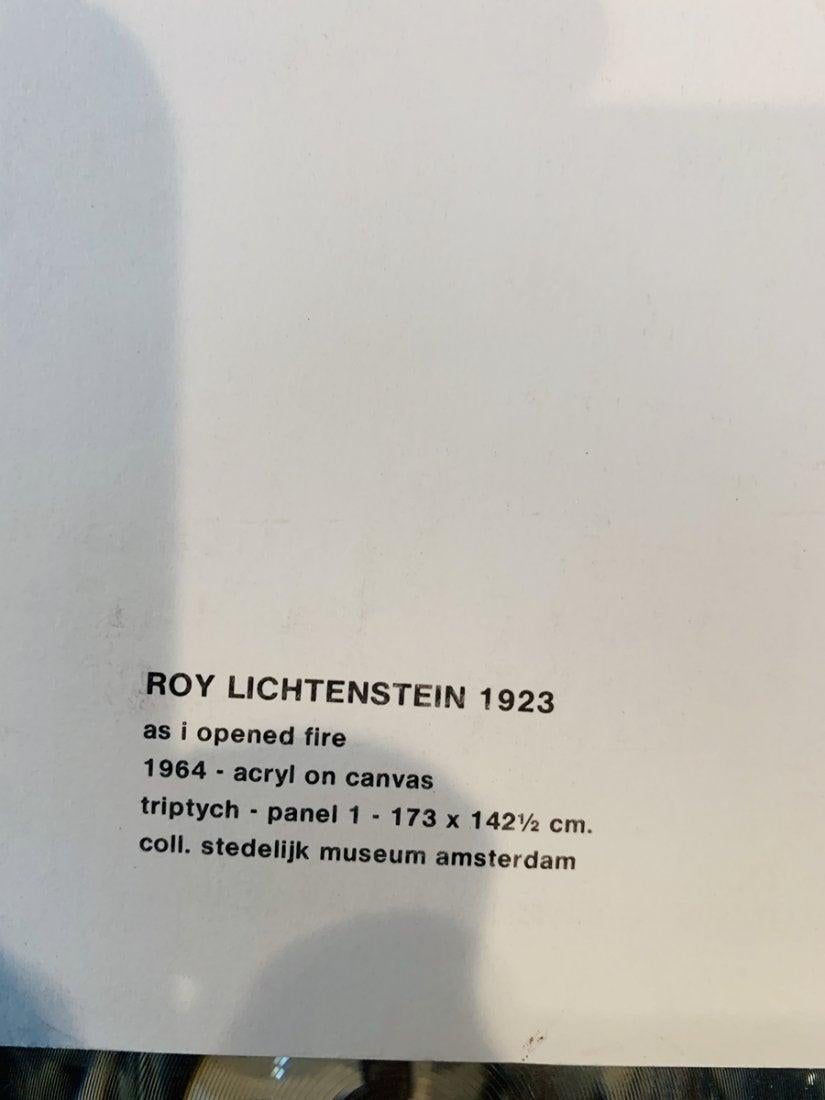 ROY LICHTENSTEIN 1923
as i opened fire
1964 - acryl on canvas
triptych - panel 1 - 173 x 142½ cm.
coll. stedelijk museum amsterdam